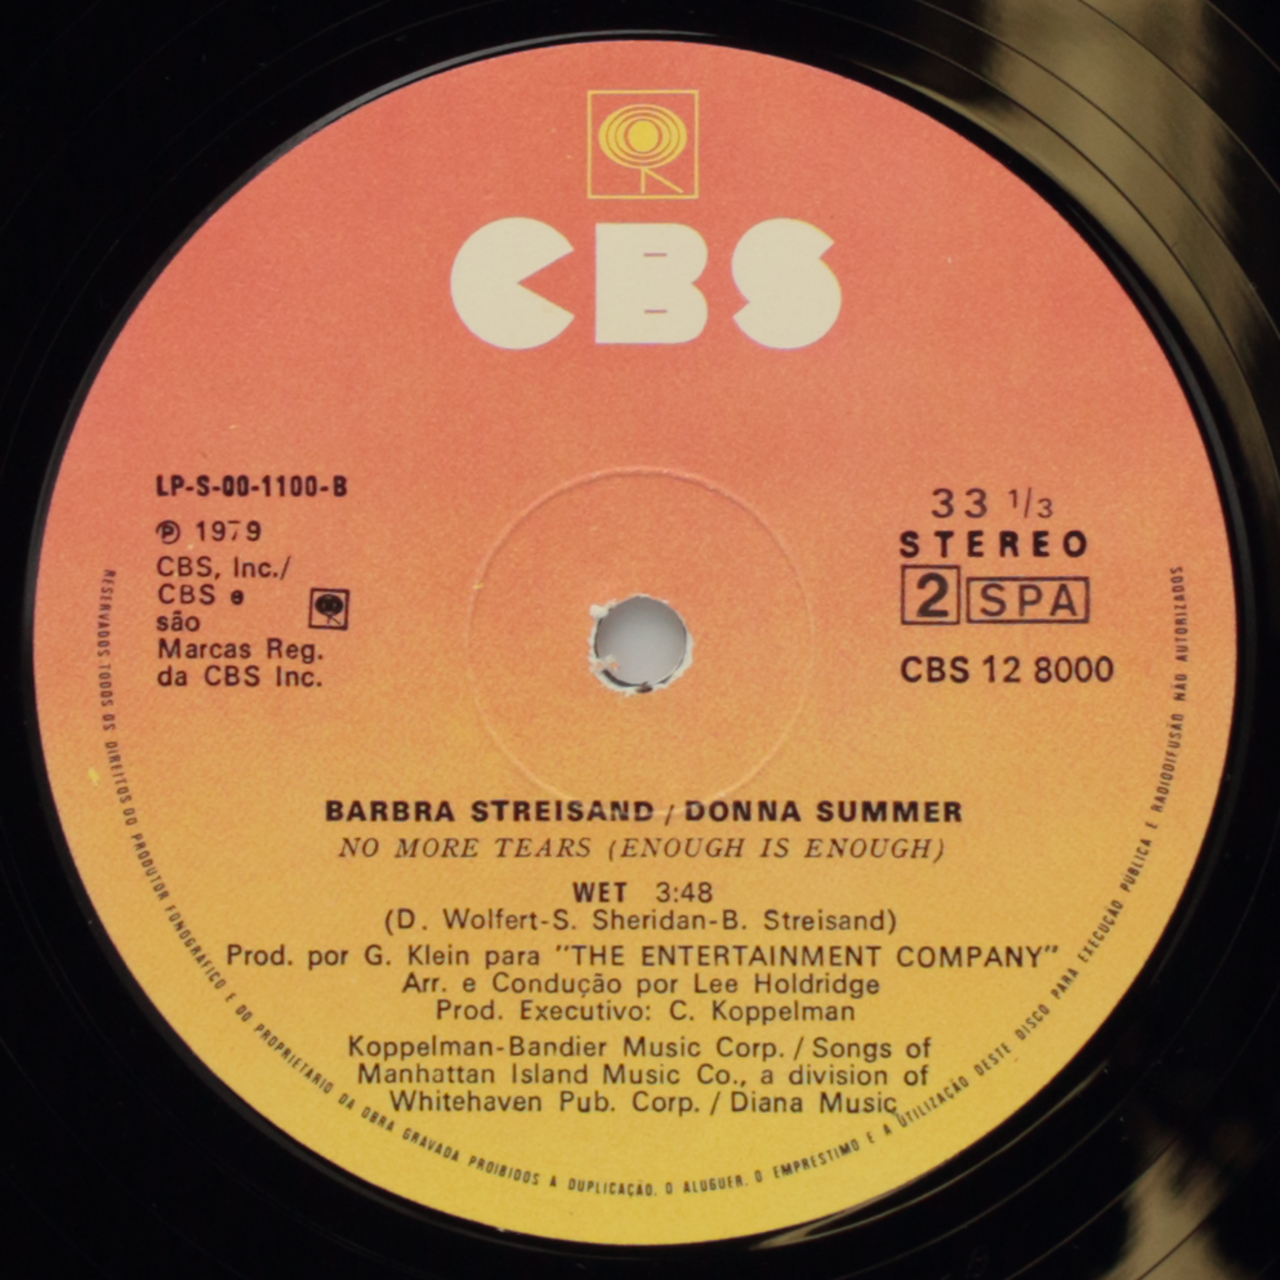 CBS
LP-S-00-1100-B
℗ 1979
CBS, Inc./
CBS e
são
Marcas Reg.
da CBS Inc.
33 1/3
STEREO
2 SPA
CBS 12 8000
BARBRA STREISAND / DONNA SUMMER
NO MORE TEARS (ENOUGH IS ENOUGH)
WET 3:48
(D. Wolfert-S. Sheridan-B. Streisand)
Prod. por G. Klein para "THE ENTERTAINMENT COMPANY"
Arr. e Condução por Lee Holdridge
Prod. Executivo: C. Koppelman
Koppelman-Bandier Music Corp. / Songs of
Manhattan Island Music Co., a division of
Whitehaven Pub. Corp. / Diana Music
RESERVADOS TODOS OS DIREITOS DO PRODUTOR FONOGRÁFICO E DO PROPRIETARIO DA OBRA GRAVADA PROIBIDOS A DUPLICAÇÃO, O ALUGUER, O EMPRESTIMO E A UTILIZAÇÃO DESTE DISCO PARA EXECUÇÃO PÚBLICA E RADIODIFUSÃO NÃO AUTORIZADOS